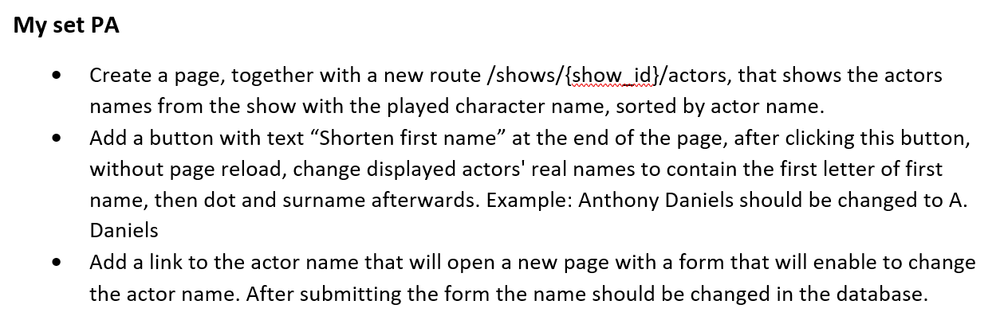 My set PA
• Create a page, together with a new route /shows/{show_id}/actors, that shows the actors
names from the show with the played character name, sorted by actor name.
• Add a button with text “Shorten first name” at the end of the page, after clicking this button,
without page reload, change displayed actors' real names to contain the first letter of first
name, then dot and surname afterwards. Example: Anthony Daniels should be changed to A.
Daniels
• Add a link to the actor name that will open a new page with a form that will enable to change
the actor name. After submitting the form the name should be changed in the database.